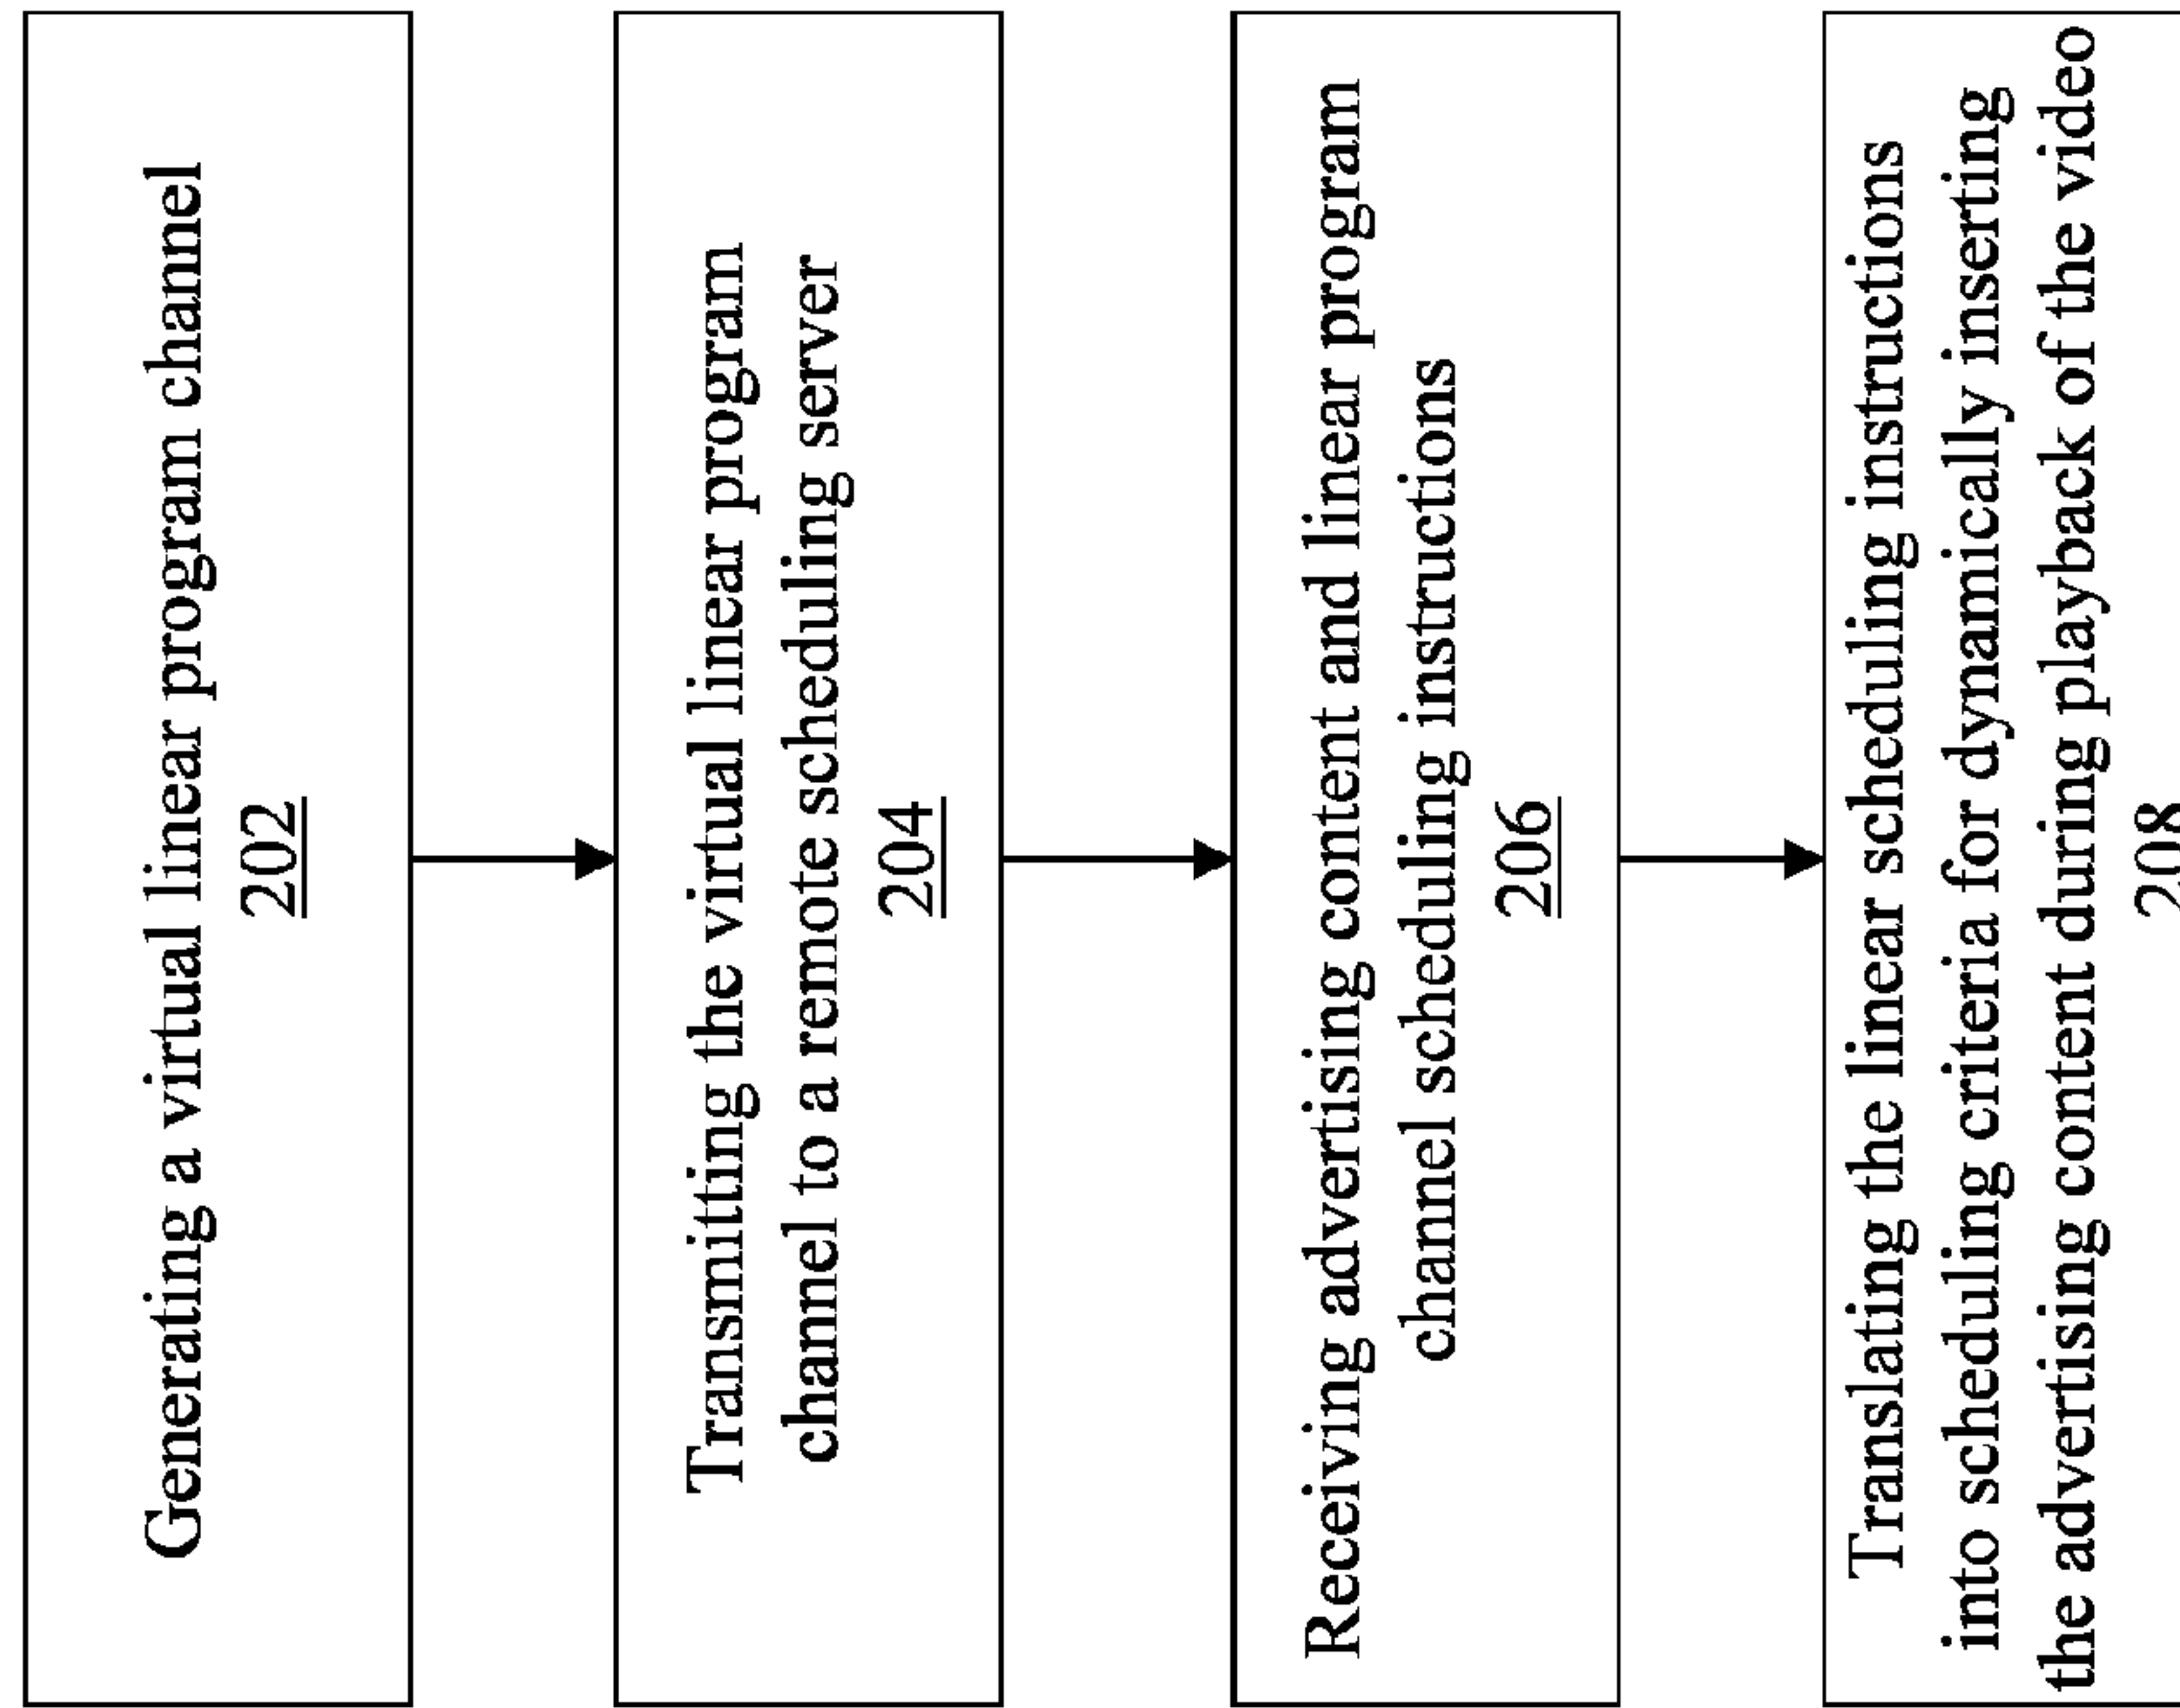 Generating a virtual linear program channel
202
Transmitting the virtual linear program
channel to a remote scheduling server
204
Receiving advertising content and linear program
channel scheduling instructions
206
Translating the linear scheduling instructions
into scheduling criteria for dynamically inserting
the advertising content during playback of the video
208